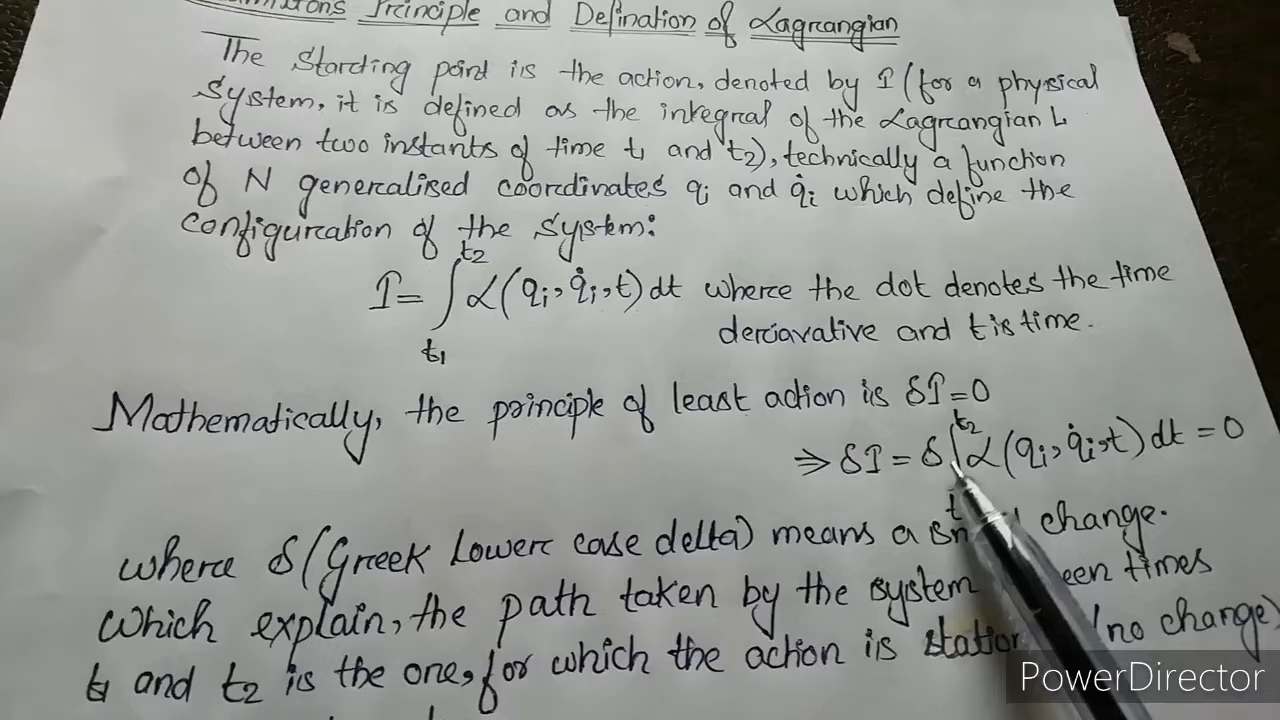 Principle and Defination of Lagrangian
The Starting point is the action, denoted by I (for a physical
System, it is defined as the integral of the Lagrangian L
between two instants of time t₁ and t₂), technically a function
of N generalised coordinates qᵢ and q̇ᵢ which define the
configuration of the System:
I = ∫ₜ₁ᵗ² L(qᵢ, q̇ᵢ, t) dt where the dot denotes the time
deriavative and t is time.
Mathematically, the principle of least action is δI = 0
⇒ δI = δ∫ₜᵗ² L(qᵢ, q̇ᵢ, t) dt = 0
where δ (Greek Lower case delta) means a change.
which explain, the path taken by the system times
t₁ and t₂ is the one, for which the action is (no change)
PowerDirector